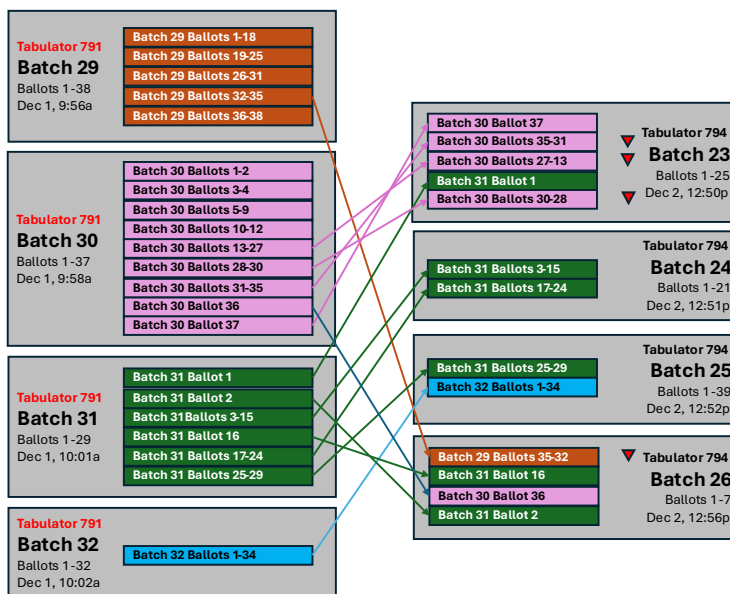 Tabulator 791
Batch 29
Ballots 1-38
Dec 1, 9:56a
Batch 29 Ballots 1-18
Batch 29 Ballots 19-25
Batch 29 Ballots 26-31
Batch 29 Ballots 32-35
Batch 29 Ballots 36-38
Tabulator 791
Batch 30
Ballots 1-37
Dec 1, 9:58a
Batch 30 Ballots 1-2
Batch 30 Ballots 3-4
Batch 30 Ballots 5-9
Batch 30 Ballots 10-12
Batch 30 Ballots 13-27
Batch 30 Ballots 28-30
Batch 30 Ballots 31-35
Batch 30 Ballot 36
Batch 30 Ballot 37
Tabulator 791
Batch 31
Ballots 1-29
Dec 1, 10:01a
Batch 31 Ballot 1
Batch 31 Ballot 2
Batch 31Ballots 3-15
Batch 31 Ballot 16
Batch 31 Ballots 17-24
Batch 31 Ballots 25-29
Tabulator 791
Batch 32
Ballots 1-32
Dec 1, 10:02a
Batch 32 Ballots 1-34
Batch 30 Ballot 37
Batch 30 Ballots 35-31
Batch 30 Ballots 27-13
Batch 31 Ballot 1
Batch 30 Ballots 30-28
Tabulator 794
Batch 23
Ballots 1-25
Dec 2, 12:50p
Batch 31 Ballots 3-15
Batch 31 Ballots 17-24
Tabulator 794
Batch 24
Ballots 1-21
Dec 2, 12:51p
Batch 31 Ballots 25-29
Batch 32 Ballots 1-34
Tabulator 794
Batch 25
Ballots 1-39
Dec 2, 12:52p
Batch 29 Ballots 35-32
Batch 31 Ballot 16
Batch 30 Ballot 36
Batch 31 Ballot 2
Tabulator 794
Batch 26
Ballots 1-7
Dec 2, 12:56p